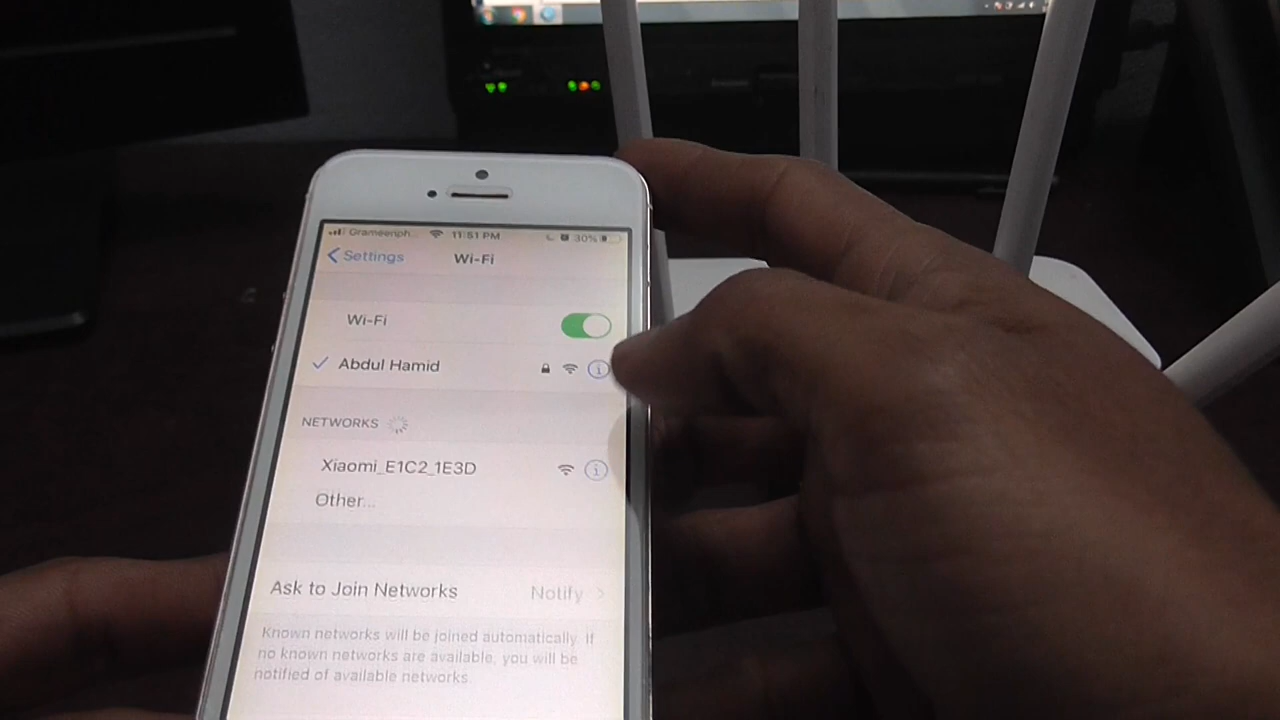 Grameenph 11:51 PM 30%
Settings Wi-Fi
Wi-Fi
Abdul Hamid
NETWORKS
Xiaomi_E1C2_1E3D
Other...
Ask to Join Networks Notify
Known networks will be joined automatically. If
no known networks are available, you will be
notified of available networks.